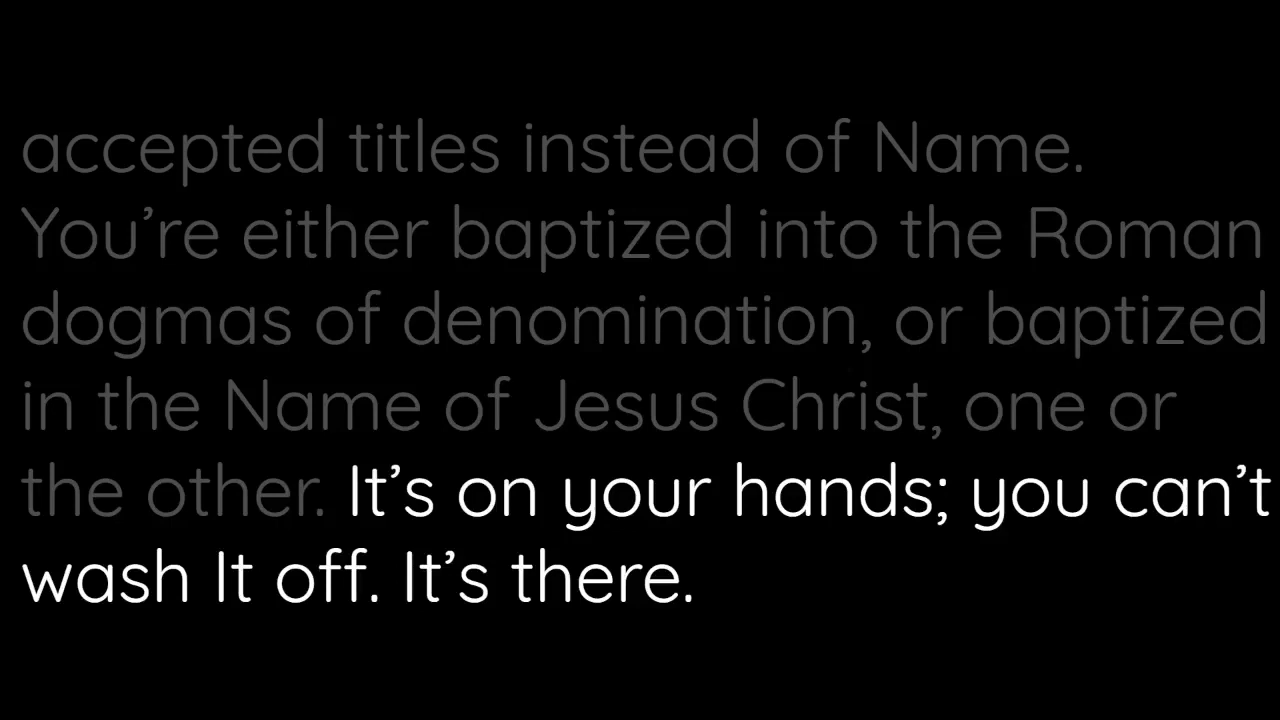 accepted titles instead of Name.
You’re either baptized into the Roman
dogmas of denomination, or baptized
in the Name of Jesus Christ, one or
the other. It’s on your hands; you can’t
wash It off. It’s there.